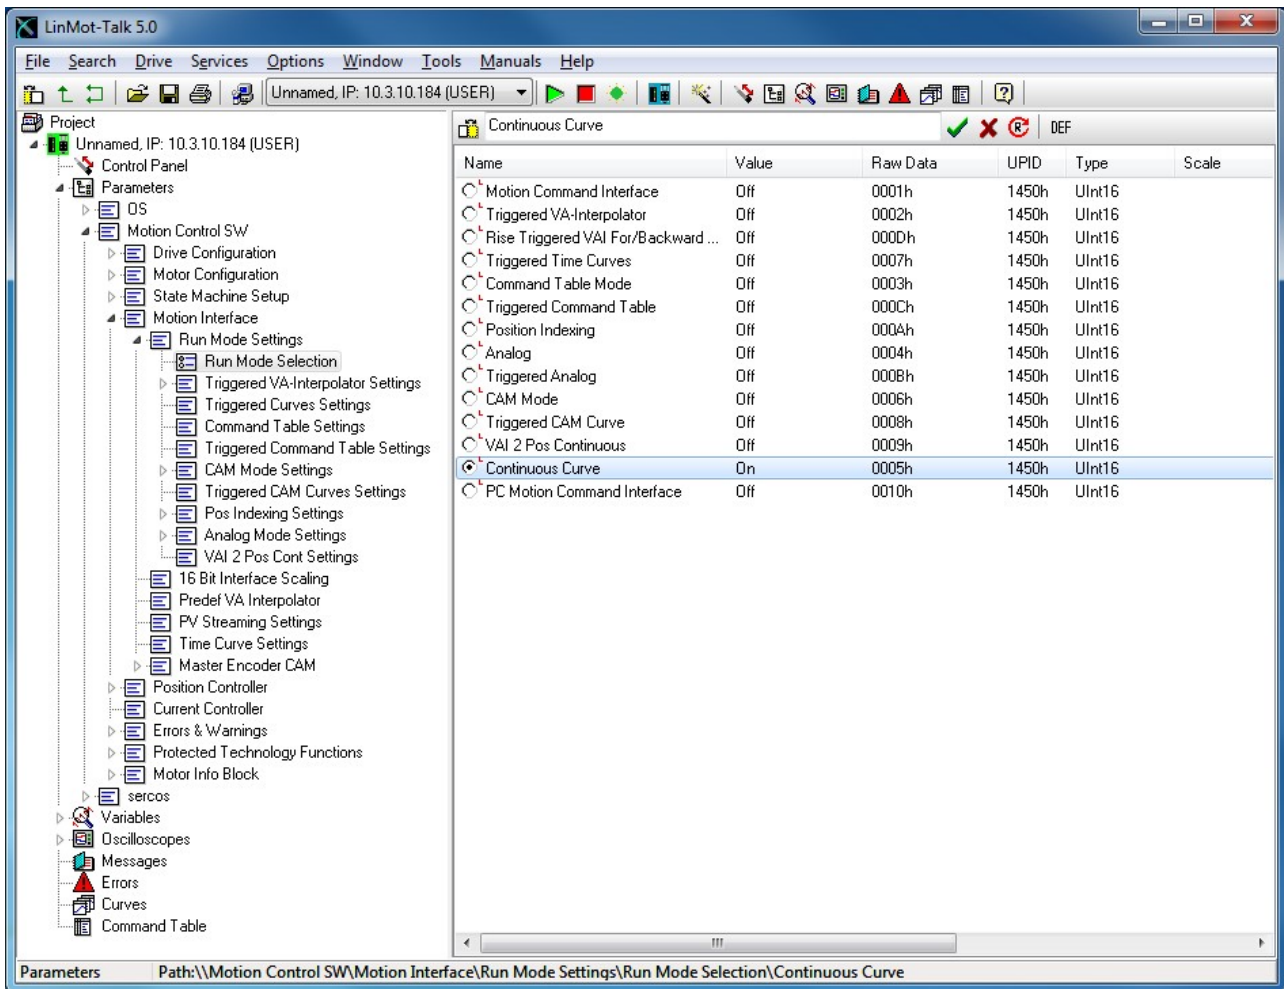 LinMot-Talk 5.0
File Search Drive Services Options Window Tools Manuals Help
Unnamed, IP: 10.3.10.184 (USER)
Project
Unnamed, IP: 10.3.10.184 (USER)
Control Panel
Parameters
OS
Motion Control SW
Drive Configuration
Motor Configuration
State Machine Setup
Motion Interface
Run Mode Settings
Run Mode Selection
Triggered VA-Interpolator Settings
Triggered Curves Settings
Command Table Settings
Triggered Command Table Settings
CAM Mode Settings
Triggered CAM Curves Settings
Pos Indexing Settings
Analog Mode Settings
VAI 2 Pos Cont Settings
16 Bit Interface Scaling
Predef VA Interpolator
PV Streaming Settings
Time Curve Settings
Master Encoder CAM
Position Controller
Current Controller
Errors & Warnings
Protected Technology Functions
Motor Info Block
sercos
Variables
Oscilloscopes
Messages
Errors
Curves
Command Table
Continuous Curve DEF
Name Value Raw Data UPID Type Scale
Motion Command Interface Off 0001h 1450h UInt16
Triggered VA-Interpolator Off 0002h 1450h UInt16
Rise Triggered VAI For/Backward ... Off 000Dh 1450h UInt16
Triggered Time Curves Off 0007h 1450h UInt16
Command Table Mode Off 0003h 1450h UInt16
Triggered Command Table Off 000Ch 1450h UInt16
Position Indexing Off 000Ah 1450h UInt16
Analog Off 0004h 1450h UInt16
Triggered Analog Off 000Bh 1450h UInt16
CAM Mode Off 0006h 1450h UInt16
Triggered CAM Curve Off 0008h 1450h UInt16
VAI 2 Pos Continuous Off 0009h 1450h UInt16
Continuous Curve On 0005h 1450h UInt16
PC Motion Command Interface Off 0010h 1450h UInt16
Parameters Path:\\Motion Control SW\Motion Interface\Run Mode Settings\Run Mode Selection\Continuous Curve